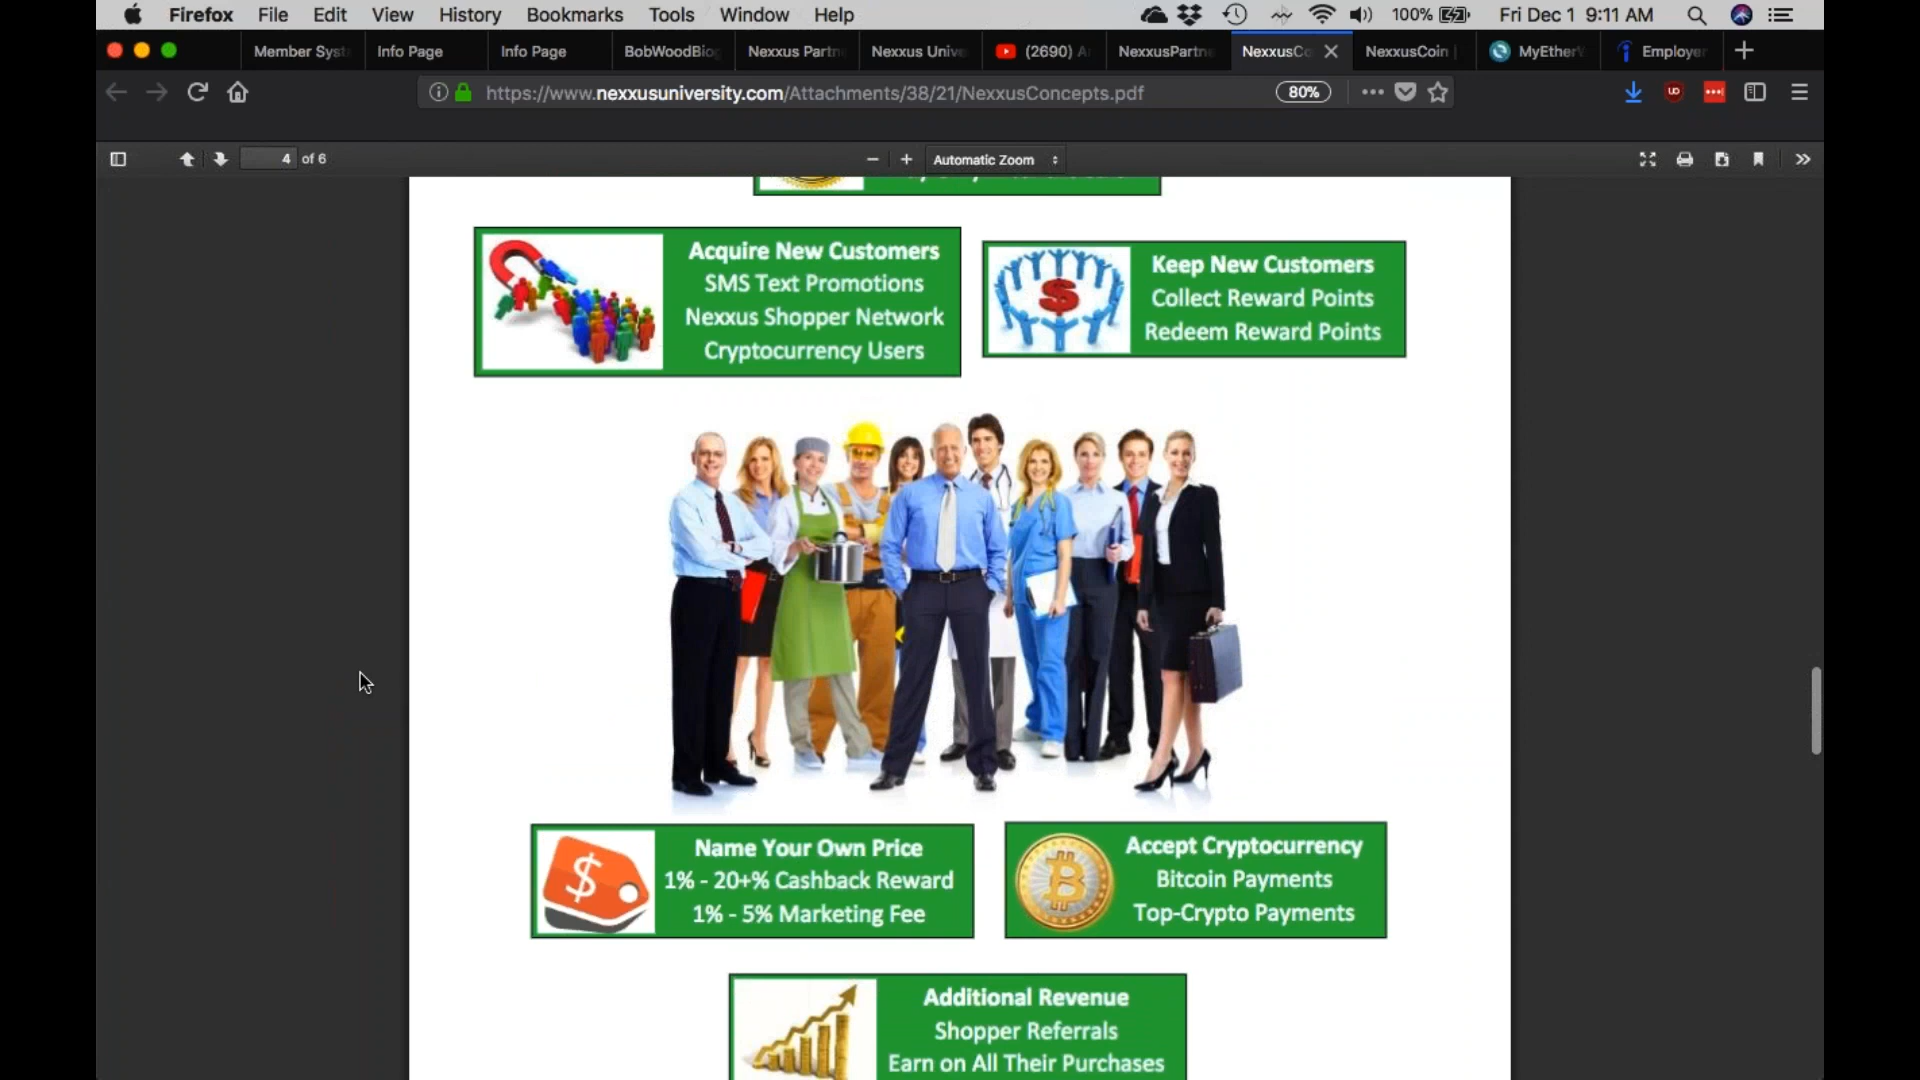 Firefox File Edit View History Bookmarks Tools Window Help 100% Fri Dec 1 9:11 AM
Member Syst Info Page Info Page BobWoodBlo Nexxus Partn Nexxus Unive (2690) NexxusPartn NexxusCo NexxusCoin MyEther Employer
https://www.nexxusuniversity.com/Attachments/38/21/NexxusConcepts.pdf 80%
4 of 6 Automatic Zoom
Acquire New Customers
SMS Text Promotions
Nexxus Shopper Network
Cryptocurrency Users
Keep New Customers
Collect Reward Points
Redeem Reward Points
Name Your Own Price
1% - 20+% Cashback Reward
1% - 5% Marketing Fee
Accept Cryptocurrency
Bitcoin Payments
Top-Crypto Payments
Additional Revenue
Shopper Referrals
Earn on All Their Purchases